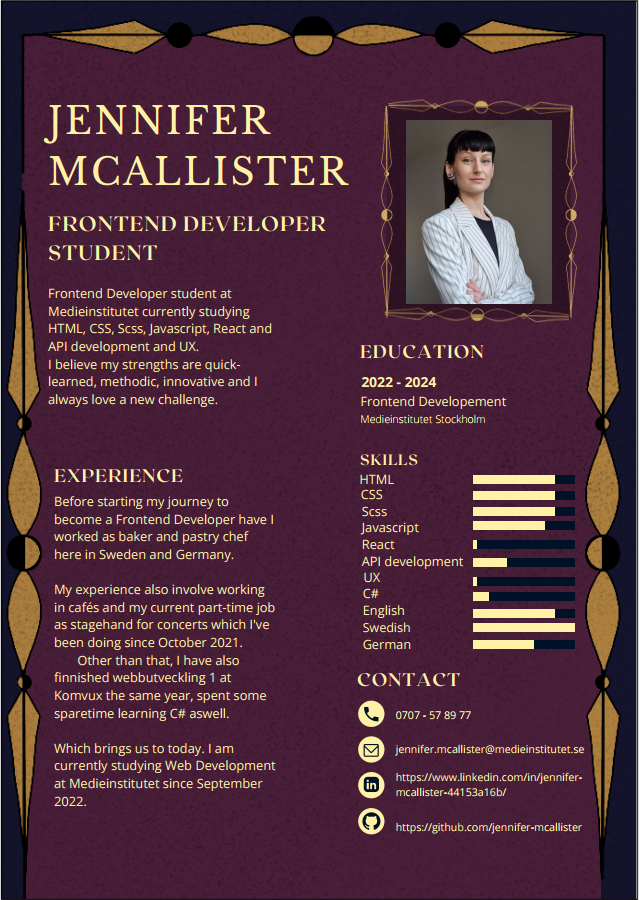 JENNIFER
MCALLISTER
FRONTEND DEVELOPER
STUDENT
Frontend Developer student at
Medieinstitutet currently studying
HTML, CSS, Scss, Javascript, React and
API development and UX.
I believe my strengths are quick-
learned, methodic, innovative and I
always love a new challenge.
EXPERIENCE
Before starting my journey to
become a Frontend Developer have I
worked as baker and pastry chef
here in Sweden and Germany.
My experience also involve working
in cafés and my current part-time job
as stagehand for concerts which I've
been doing since October 2021.
Other than that, I have also
finnished webbutveckling 1 at
Komvux the same year, spent some
sparetime learning C# aswell.
Which brings us to today. I am
currently studying Web Development
at Medieinstitutet since September
2022.
EDUCATION
2022 - 2024
Frontend Developement
Medieinstitutet Stockholm
SKILLS
HTML
CSS
Scss
Javascript
React
API development
UX
C#
English
Swedish
German
CONTACT
0707 - 57 89 77
jennifer.mcallister@medieinstitutet.se
https://www.linkedin.com/in/jennifer-
mcallister-44153a16b/
https://github.com/jennifer-mcallister